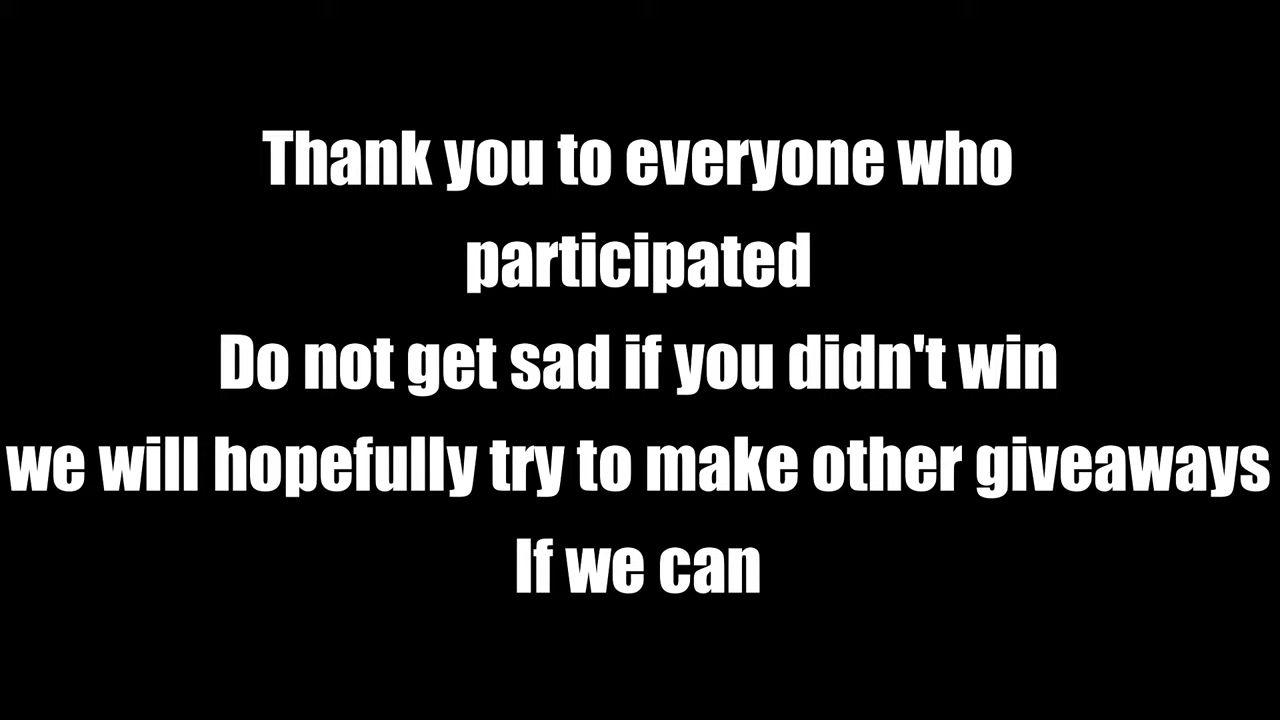 Thank you to everyone who
participated
Do not get sad if you didn't win
we will hopefully try to make other giveaways
If we can